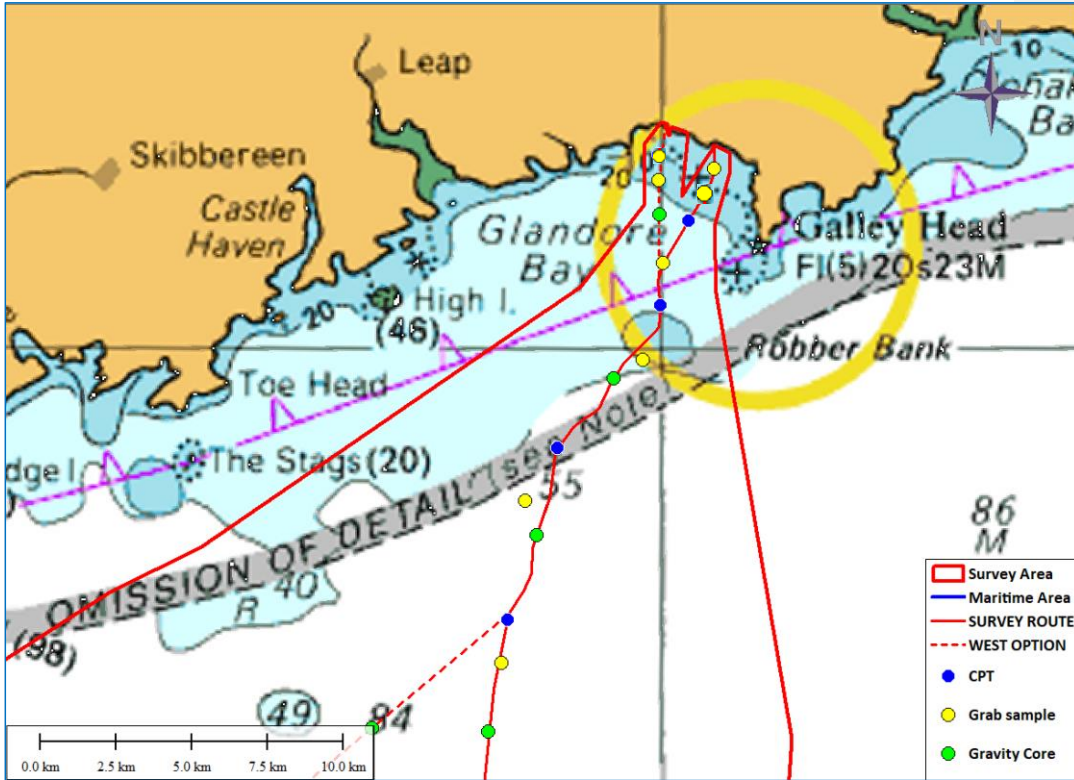 N
10
Leap
Skibbereen
20
Castle
Haven
Glandore
Bay
Galley Head
Fl(5)20s23M
High I.
20
(46)
Robber Bank
Toe Head
The Stags(20)
dge I
OMISSION OF DETAIL (see Note
55
86
M
40
R
(98)
49
84
Survey Area
Maritime Area
SURVEY ROUTE
WEST OPTION
CPT
Grab sample
Gravity Core
0.0 km 2.5 km 5.0 km 7.5 km 10.0 km